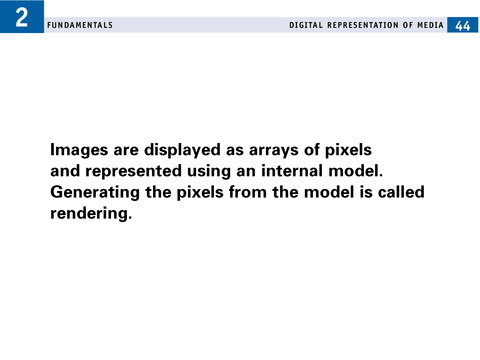 2
FUNDAMENTALS
DIGITAL REPRESENTATION OF MEDIA
44
Images are displayed as arrays of pixels
and represented using an internal model.
Generating the pixels from the model is called
rendering.